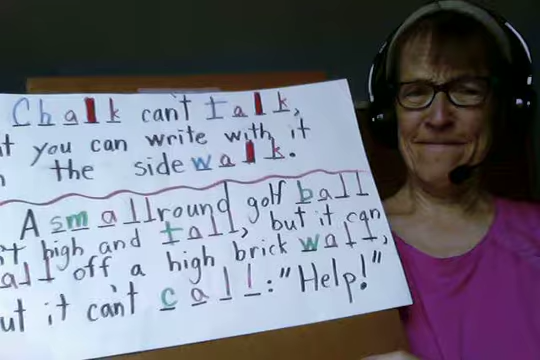 Chalk can't talk,
you can write with it
the sidewalk.
A small round golf ball
high and tall, but it can
off a high brick wall,
but it can't call: "Help!"